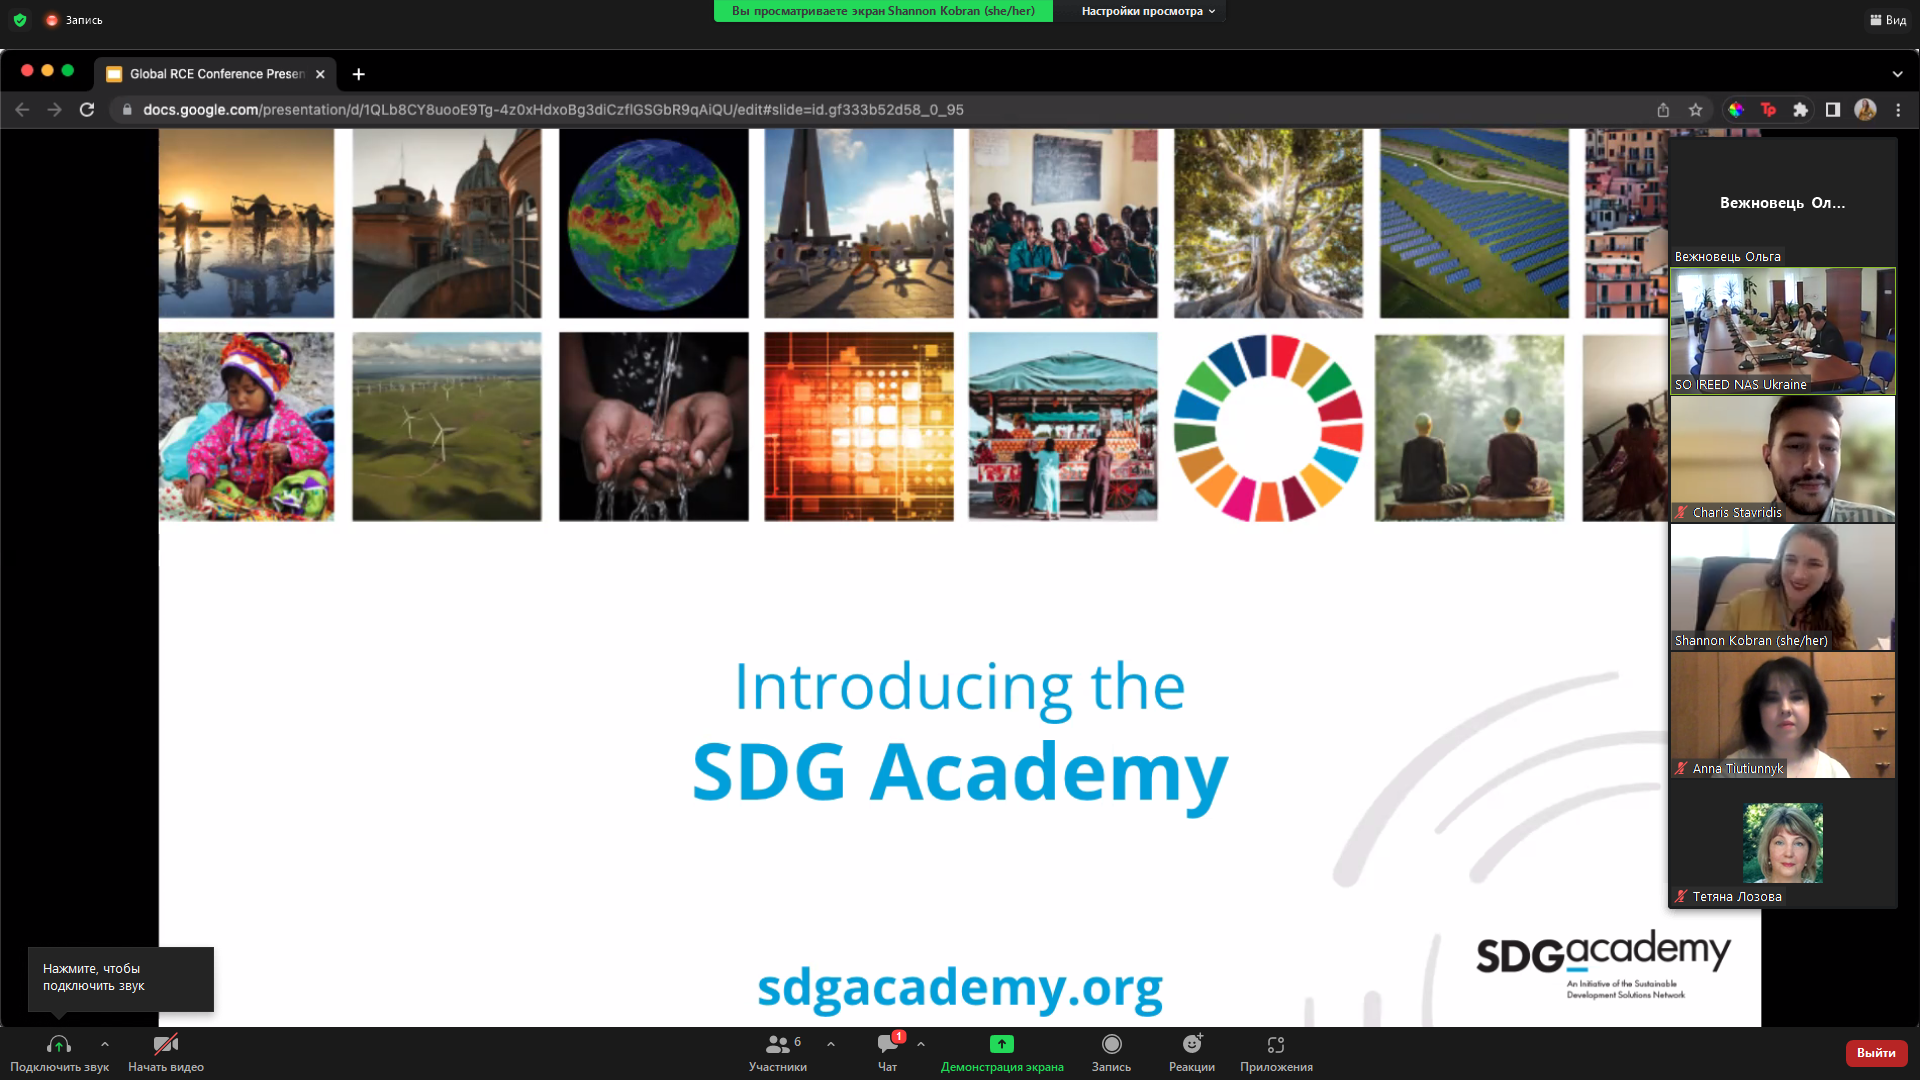 Запись
Вы просматриваете экран Shannon Kobran (she/her)
Настройки просмотра
Вид
Global RCE Conference Presen
docs.google.com/presentation/d/1QLb8CY8uooE9Tg-4z0xHdxoBg3diCzflGSGbR9qAiQU/edit#slide=id.gf333b52d58_0_95
Вежновець Ол...
Вежновець Ольга
SO IREED NAS Ukraine
Charis Stavridis
Shannon Kobran (she/her)
Anna Tiutiunnyk
Тетяна Лозова
Introducing the
SDG Academy
sdgacademy.org
SDGacademy
An Initiative of the Sustainable
Development Solutions Network
Нажмите, чтобы
подключить звук
Подключить звук
Начать видео
6
Участники
1
Чат
Демонстрация экрана
Запись
Реакции
Приложения
Выйти